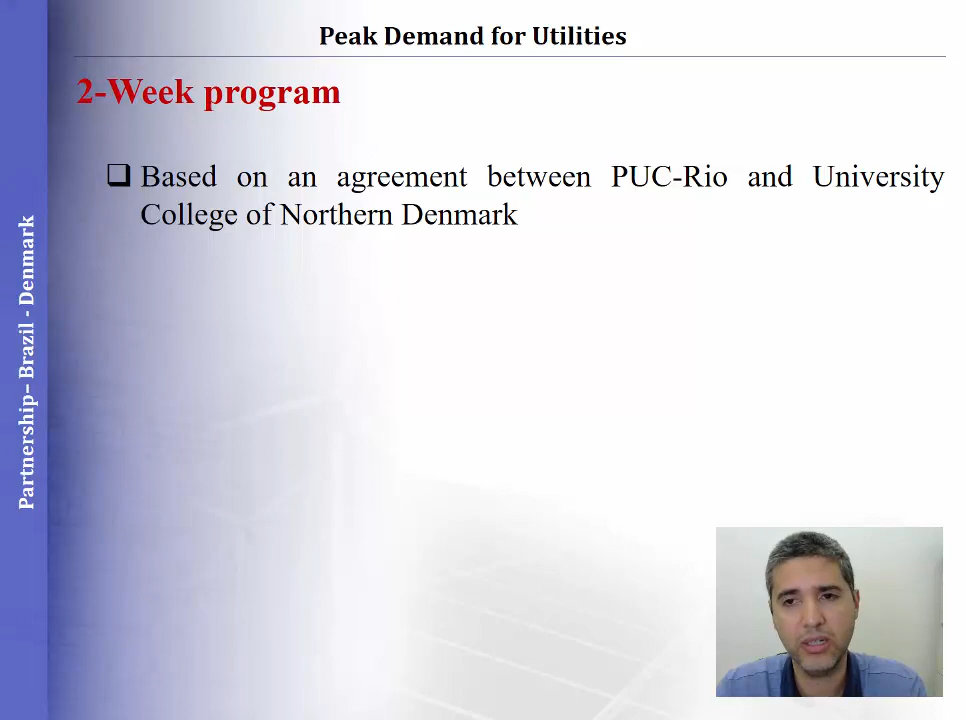 Peak Demand for Utilities
2-Week program
❑ Based on an agreement between PUC-Rio and University
College of Northern Denmark
Partnership– Brazil - Denmark